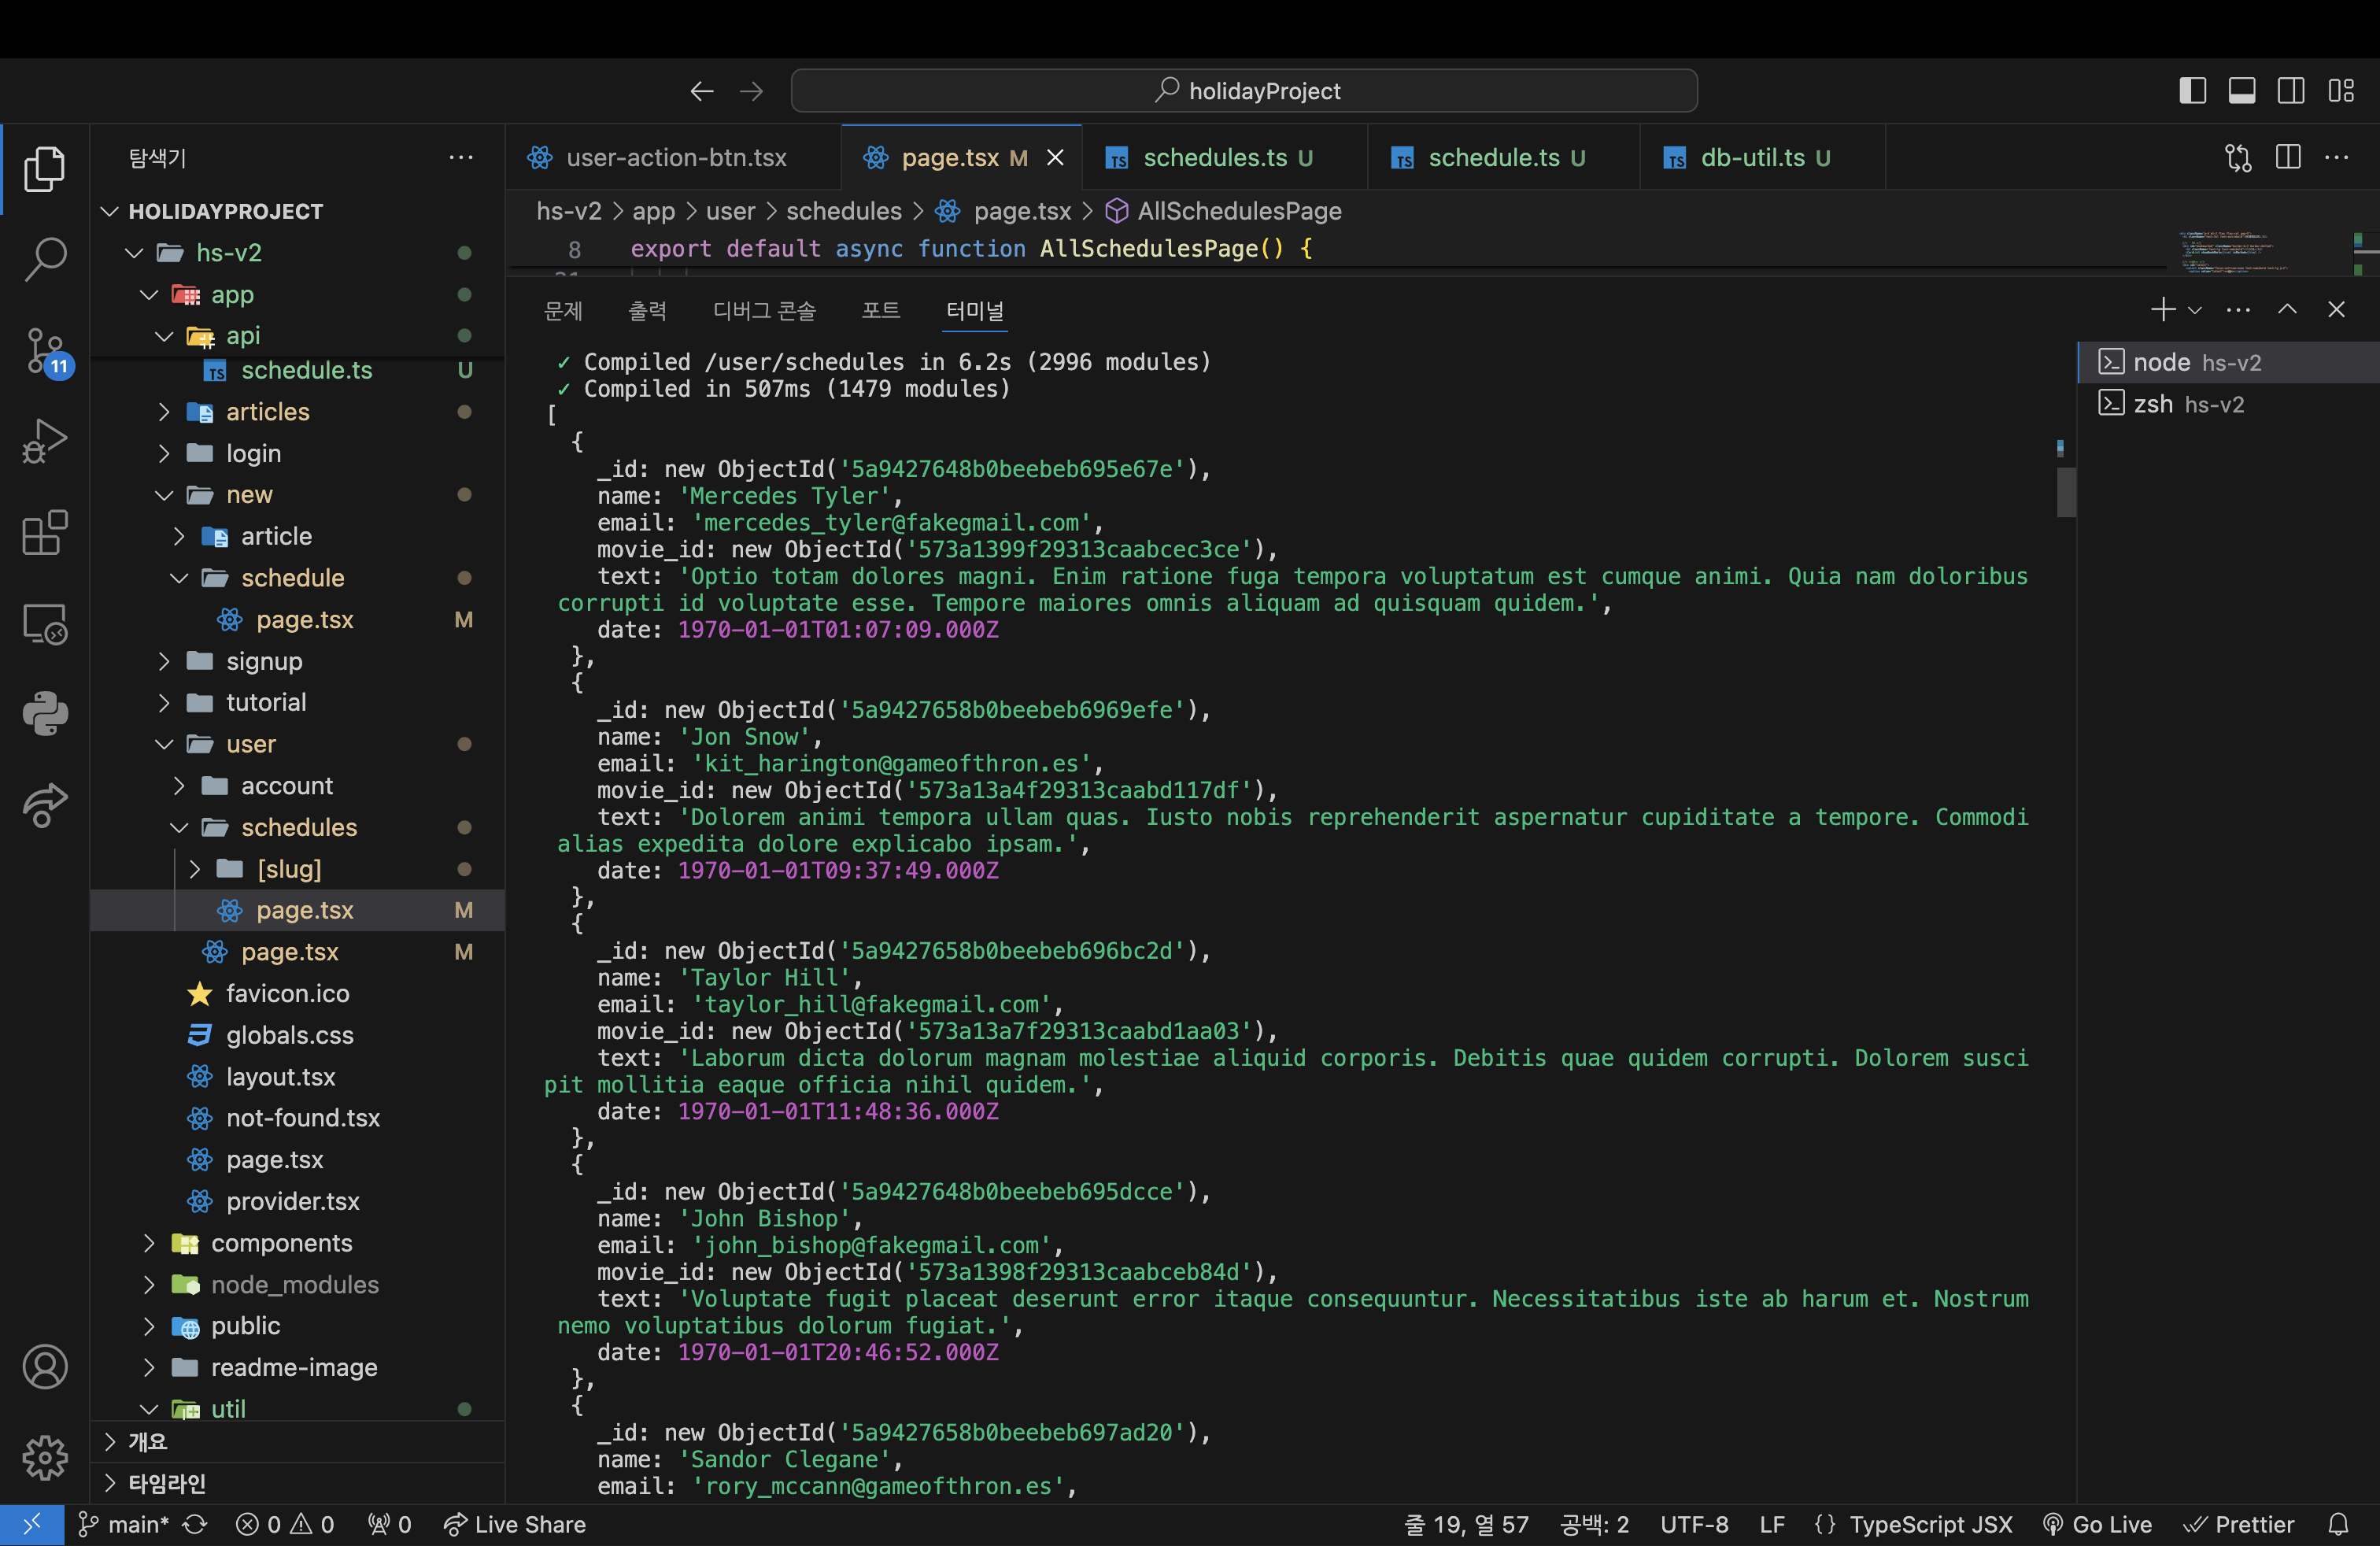 holidayProject
탐색기
HOLIDAYPROJECT
hs-v2
app
api
schedule.ts U
articles
login
new
article
schedule
page.tsx M
signup
tutorial
user
account
schedules
[slug]
page.tsx M
page.tsx M
favicon.ico
globals.css
layout.tsx
not-found.tsx
page.tsx
provider.tsx
components
node_modules
public
readme-image
util
개요
타임라인
11
user-action-btn.tsx
page.tsx M
schedules.ts U
schedule.ts U
db-util.ts U
hs-v2 > app > user > schedules > page.tsx > AllSchedulesPage
8 export default async function AllSchedulesPage() {
문제 출력 디버그 콘솔 포트 터미널
✓ Compiled /user/schedules in 6.2s (2996 modules)
✓ Compiled in 507ms (1479 modules)
[
{
_id: new ObjectId('5a9427648b0beebeb695e67e'),
name: 'Mercedes Tyler',
email: 'mercedes_tyler@fakegmail.com',
movie_id: new ObjectId('573a1399f29313caabcec3ce'),
text: 'Optio totam dolores magni. Enim ratione fuga tempora voluptatum est cumque animi. Quia nam doloribus
corrupti id voluptate esse. Tempore maiores omnis aliquam ad quisquam quidem.',
date: 1970-01-01T01:07:09.000Z
},
{
_id: new ObjectId('5a9427658b0beebeb6969efe'),
name: 'Jon Snow',
email: 'kit_harington@gameofthron.es',
movie_id: new ObjectId('573a13a4f29313caabd117df'),
text: 'Dolorem animi tempora ullam quas. Iusto nobis reprehenderit aspernatur cupiditate a tempore. Commodi
alias expedita dolore explicabo ipsam.',
date: 1970-01-01T09:37:49.000Z
},
{
_id: new ObjectId('5a9427658b0beebeb696bc2d'),
name: 'Taylor Hill',
email: 'taylor_hill@fakegmail.com',
movie_id: new ObjectId('573a13a7f29313caabd1aa03'),
text: 'Laborum dicta dolorum magnam molestiae aliquid corporis. Debitis quae quidem corrupti. Dolorem susci
pit mollitia eaque officia nihil quidem.',
date: 1970-01-01T11:48:36.000Z
},
{
_id: new ObjectId('5a9427648b0beebeb695dcce'),
name: 'John Bishop',
email: 'john_bishop@fakegmail.com',
movie_id: new ObjectId('573a1398f29313caabceb84d'),
text: 'Voluptate fugit placeat deserunt error itaque consequuntur. Necessitatibus iste ab harum et. Nostrum
nemo voluptatibus dolorum fugiat.',
date: 1970-01-01T20:46:52.000Z
},
{
_id: new ObjectId('5a9427658b0beebeb697ad20'),
name: 'Sandor Clegane',
email: 'rory_mccann@gameofthron.es',
node hs-v2
zsh hs-v2
main* 0 0 0 Live Share 줄 19, 열 57 공백: 2 UTF-8 LF {} TypeScript JSX Go Live Prettier